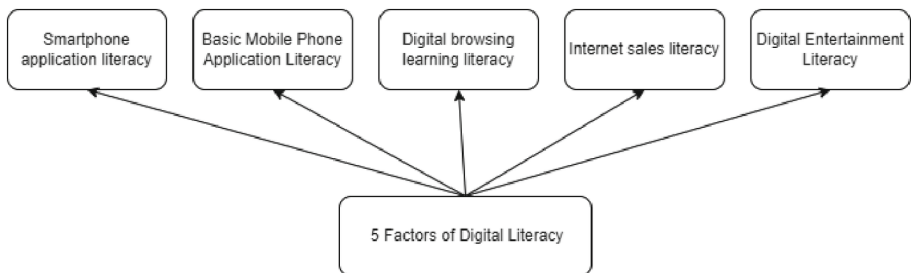 Smartphone
application literacy
Basic Mobile Phone
Application Literacy
Digital browsing
learning literacy
Internet sales literacy
Digital Entertainment
Literacy
5 Factors of Digital Literacy